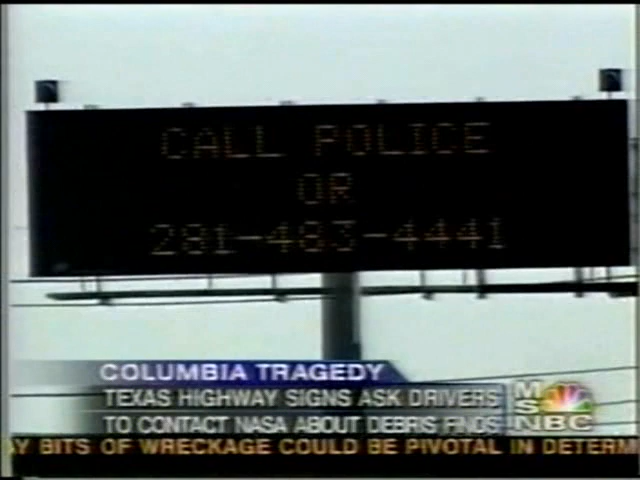 CALL POLICE
OR
281-483-4441
COLUMBIA TRAGEDY
TEXAS HIGHWAY SIGNS ASK DRIVERS
TO CONTACT NASA ABOUT DEBRIS FINDS
MSNBC
BITS OF WRECKAGE COULD BE PIVOTAL IN